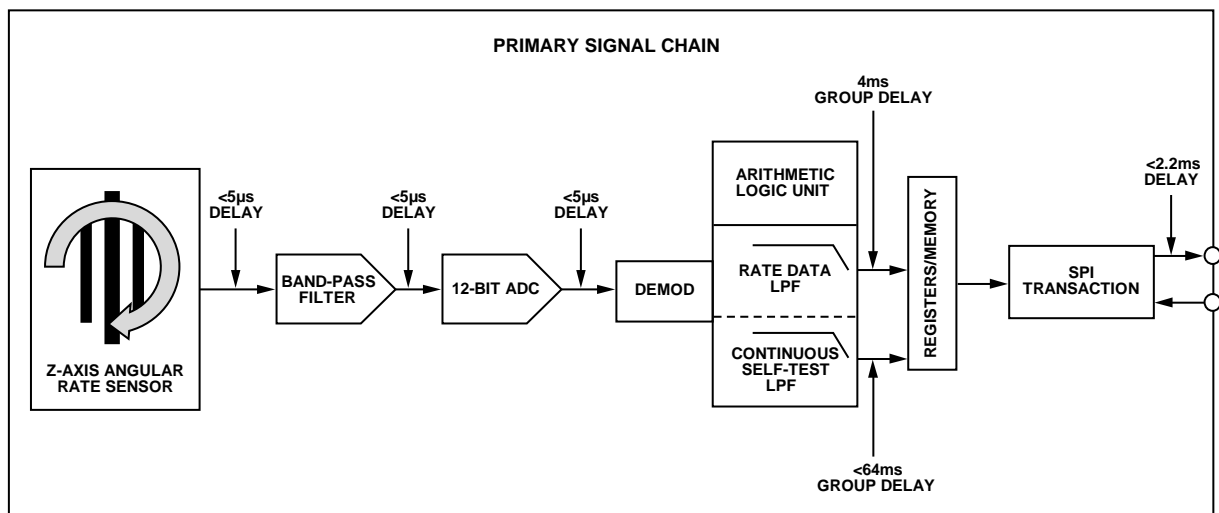 PRIMARY SIGNAL CHAIN
4ms
GROUP DELAY
<2.2ms
DELAY
<5µs
DELAY
<5µs
DELAY
<5µs
DELAY
ARITHMETIC
LOGIC UNIT
BAND-PASS
FILTER
12-BIT ADC
DEMOD
RATE DATA
LPF
REGISTERS/MEMORY
SPI
TRANSACTION
Z-AXIS ANGULAR
RATE SENSOR
CONTINUOUS
SELF-TEST
LPF
<64ms
GROUP DELAY